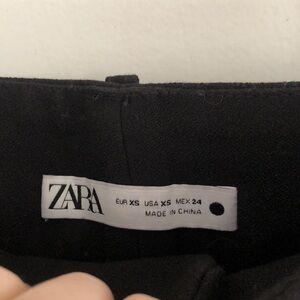 ZARA
EUR XS USA XS MEX 24
MADE IN CHINA